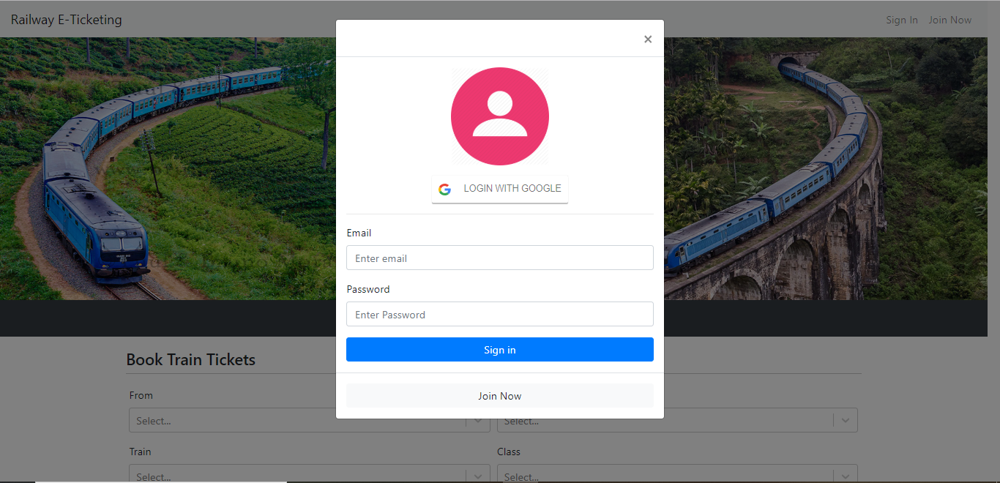 Railway E-Ticketing
Sign In
Join Now
×
LOGIN WITH GOOGLE
Email
Enter email
Password
Enter Password
Sign in
Join Now
Book Train Tickets
From
Select...
Select...
Train
Class
Select...
Select...